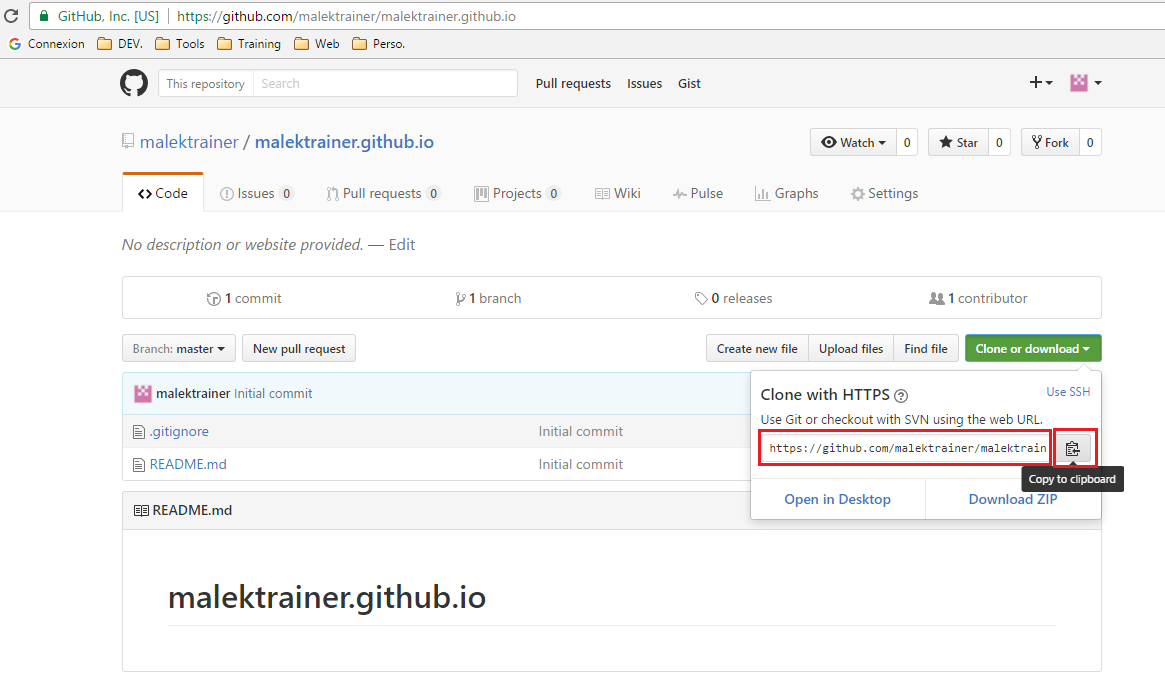 GitHub, Inc. [US] https://github.com/malektrainer/malektrainer.github.io
Connexion DEV. Tools Training Web Perso.
This repository Search Pull requests Issues Gist
malektrainer / malektrainer.github.io Watch 0 Star 0 Fork 0
Code Issues 0 Pull requests 0 Projects 0 Wiki Pulse Graphs Settings
No description or website provided. — Edit
1 commit 1 branch 0 releases 1 contributor
Branch: master New pull request Create new file Upload files Find file Clone or download
malektrainer Initial commit
.gitignore Initial commit
README.md Initial commit
Clone with HTTPS Use SSH
Use Git or checkout with SVN using the web URL.
https://github.com/malektrainer/malektrain
Copy to clipboard
Open in Desktop Download ZIP
README.md
malektrainer.github.io